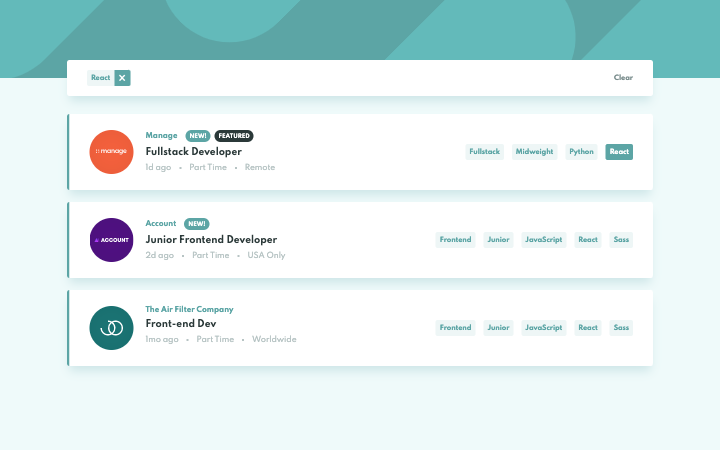 React
Clear
manage
Manage NEW! FEATURED
Fullstack Developer
1d ago • Part Time • Remote
Fullstack Midweight Python React
ACCOUNT
Account NEW!
Junior Frontend Developer
2d ago • Part Time • USA Only
Frontend Junior JavaScript React Sass
The Air Filter Company
Front-end Dev
1mo ago • Part Time • Worldwide
Frontend Junior JavaScript React Sass